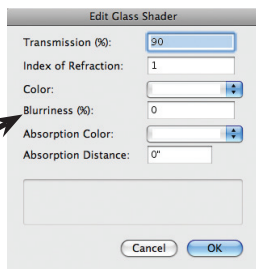 Edit Glass Shader
Transmission (%): 90
Index of Refraction: 1
Color:
Blurriness (%): 0
Absorption Color:
Absorption Distance: 0"
Cancel OK